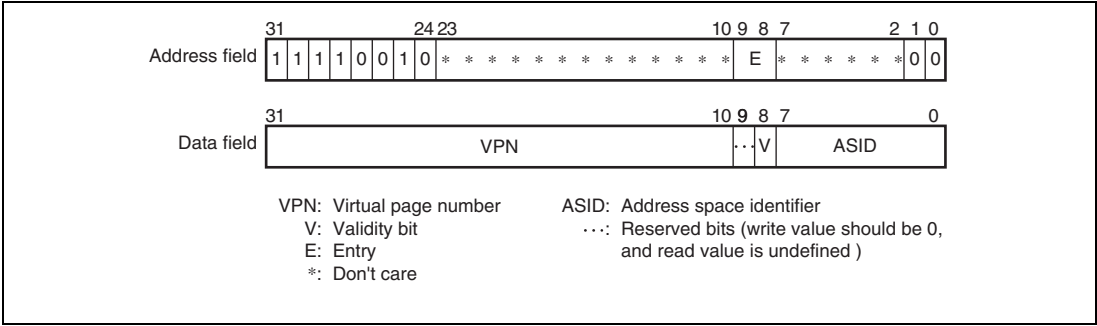 31 24 23 10 9 8 7 2 1 0
Address field 1 1 1 1 0 0 1 0 * * * * * * * * * * * * * * E * * * * * * 0 0
31 10 9 8 7 0
Data field VPN ··· V ASID
VPN: Virtual page number ASID: Address space identifier
V: Validity bit ···: Reserved bits (write value should be 0,
E: Entry and read value is undefined )
*: Don't care